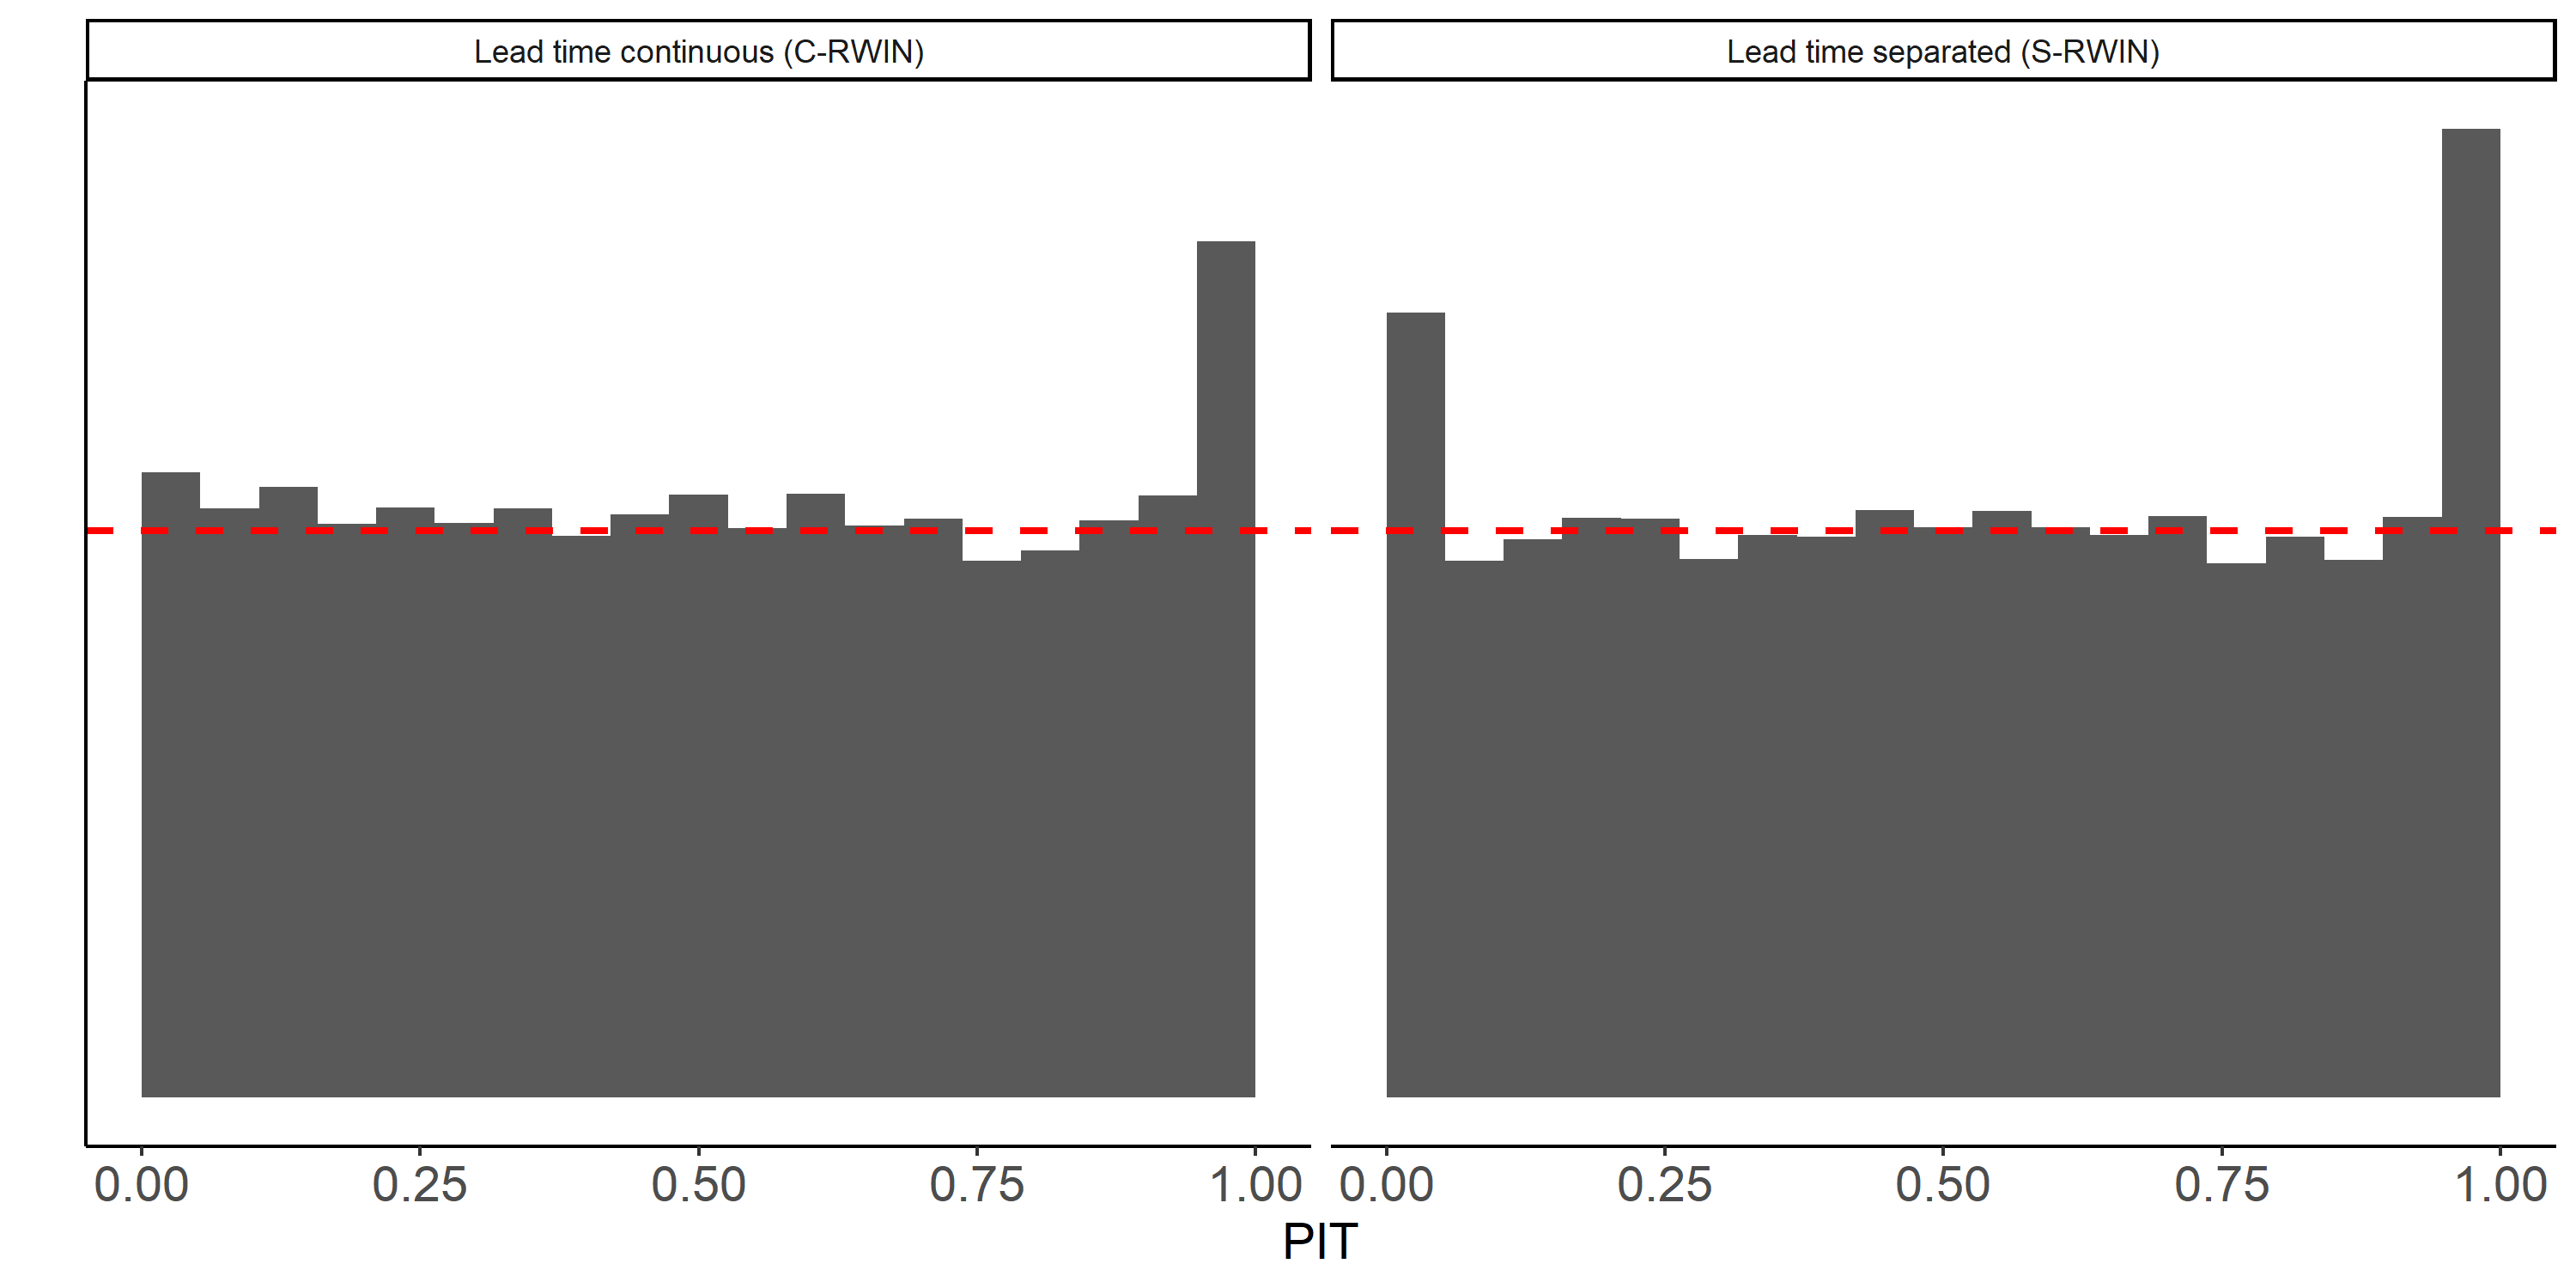 Lead time continuous (C-RWIN)
Lead time separated (S-RWIN)
0.00 0.25 0.50 0.75 1.00 0.00 0.25 0.50 0.75 1.00
PIT